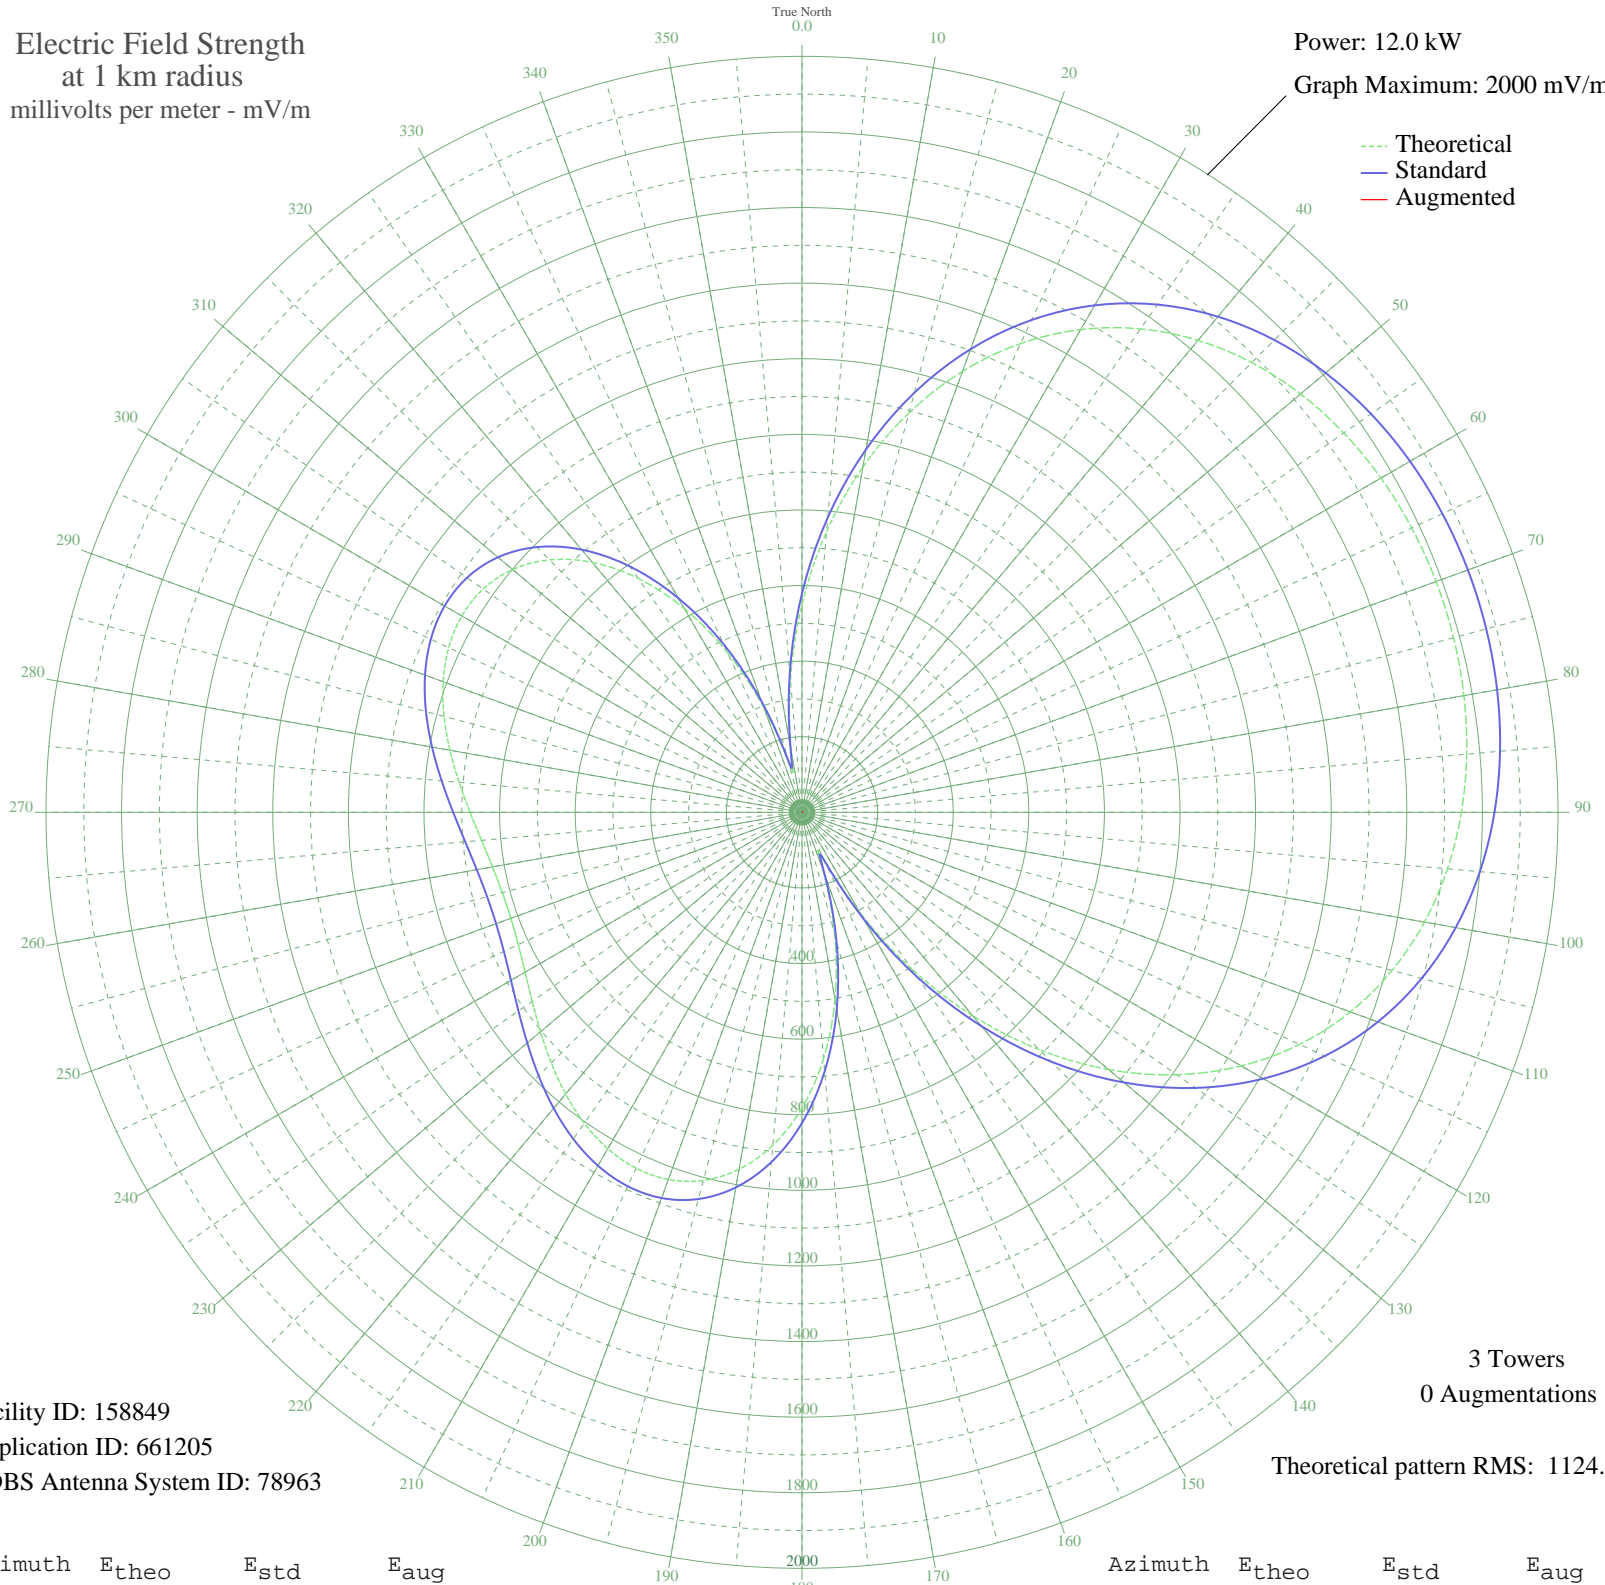 Electric Field Strength
at 1 km radius
millivolts per meter - mV/m
True North
0.0
Power: 12.0 kW
Graph Maximum: 2000 mV/m
Theoretical
Standard
Augmented
10
20
30
40
50
60
70
80
90
100
110
120
130
140
150
160
170
190
200
210
220
230
240
250
260
270
280
290
300
310
320
330
340
350
400
600
800
1000
1200
1400
1600
1800
2000
3 Towers
0 Augmentations
Theoretical pattern RMS: 1124.
cility ID: 158849
plication ID: 661205
DBS Antenna System ID: 78963
imuth Etheo Estd Eaug
Azimuth Etheo Estd Eaug